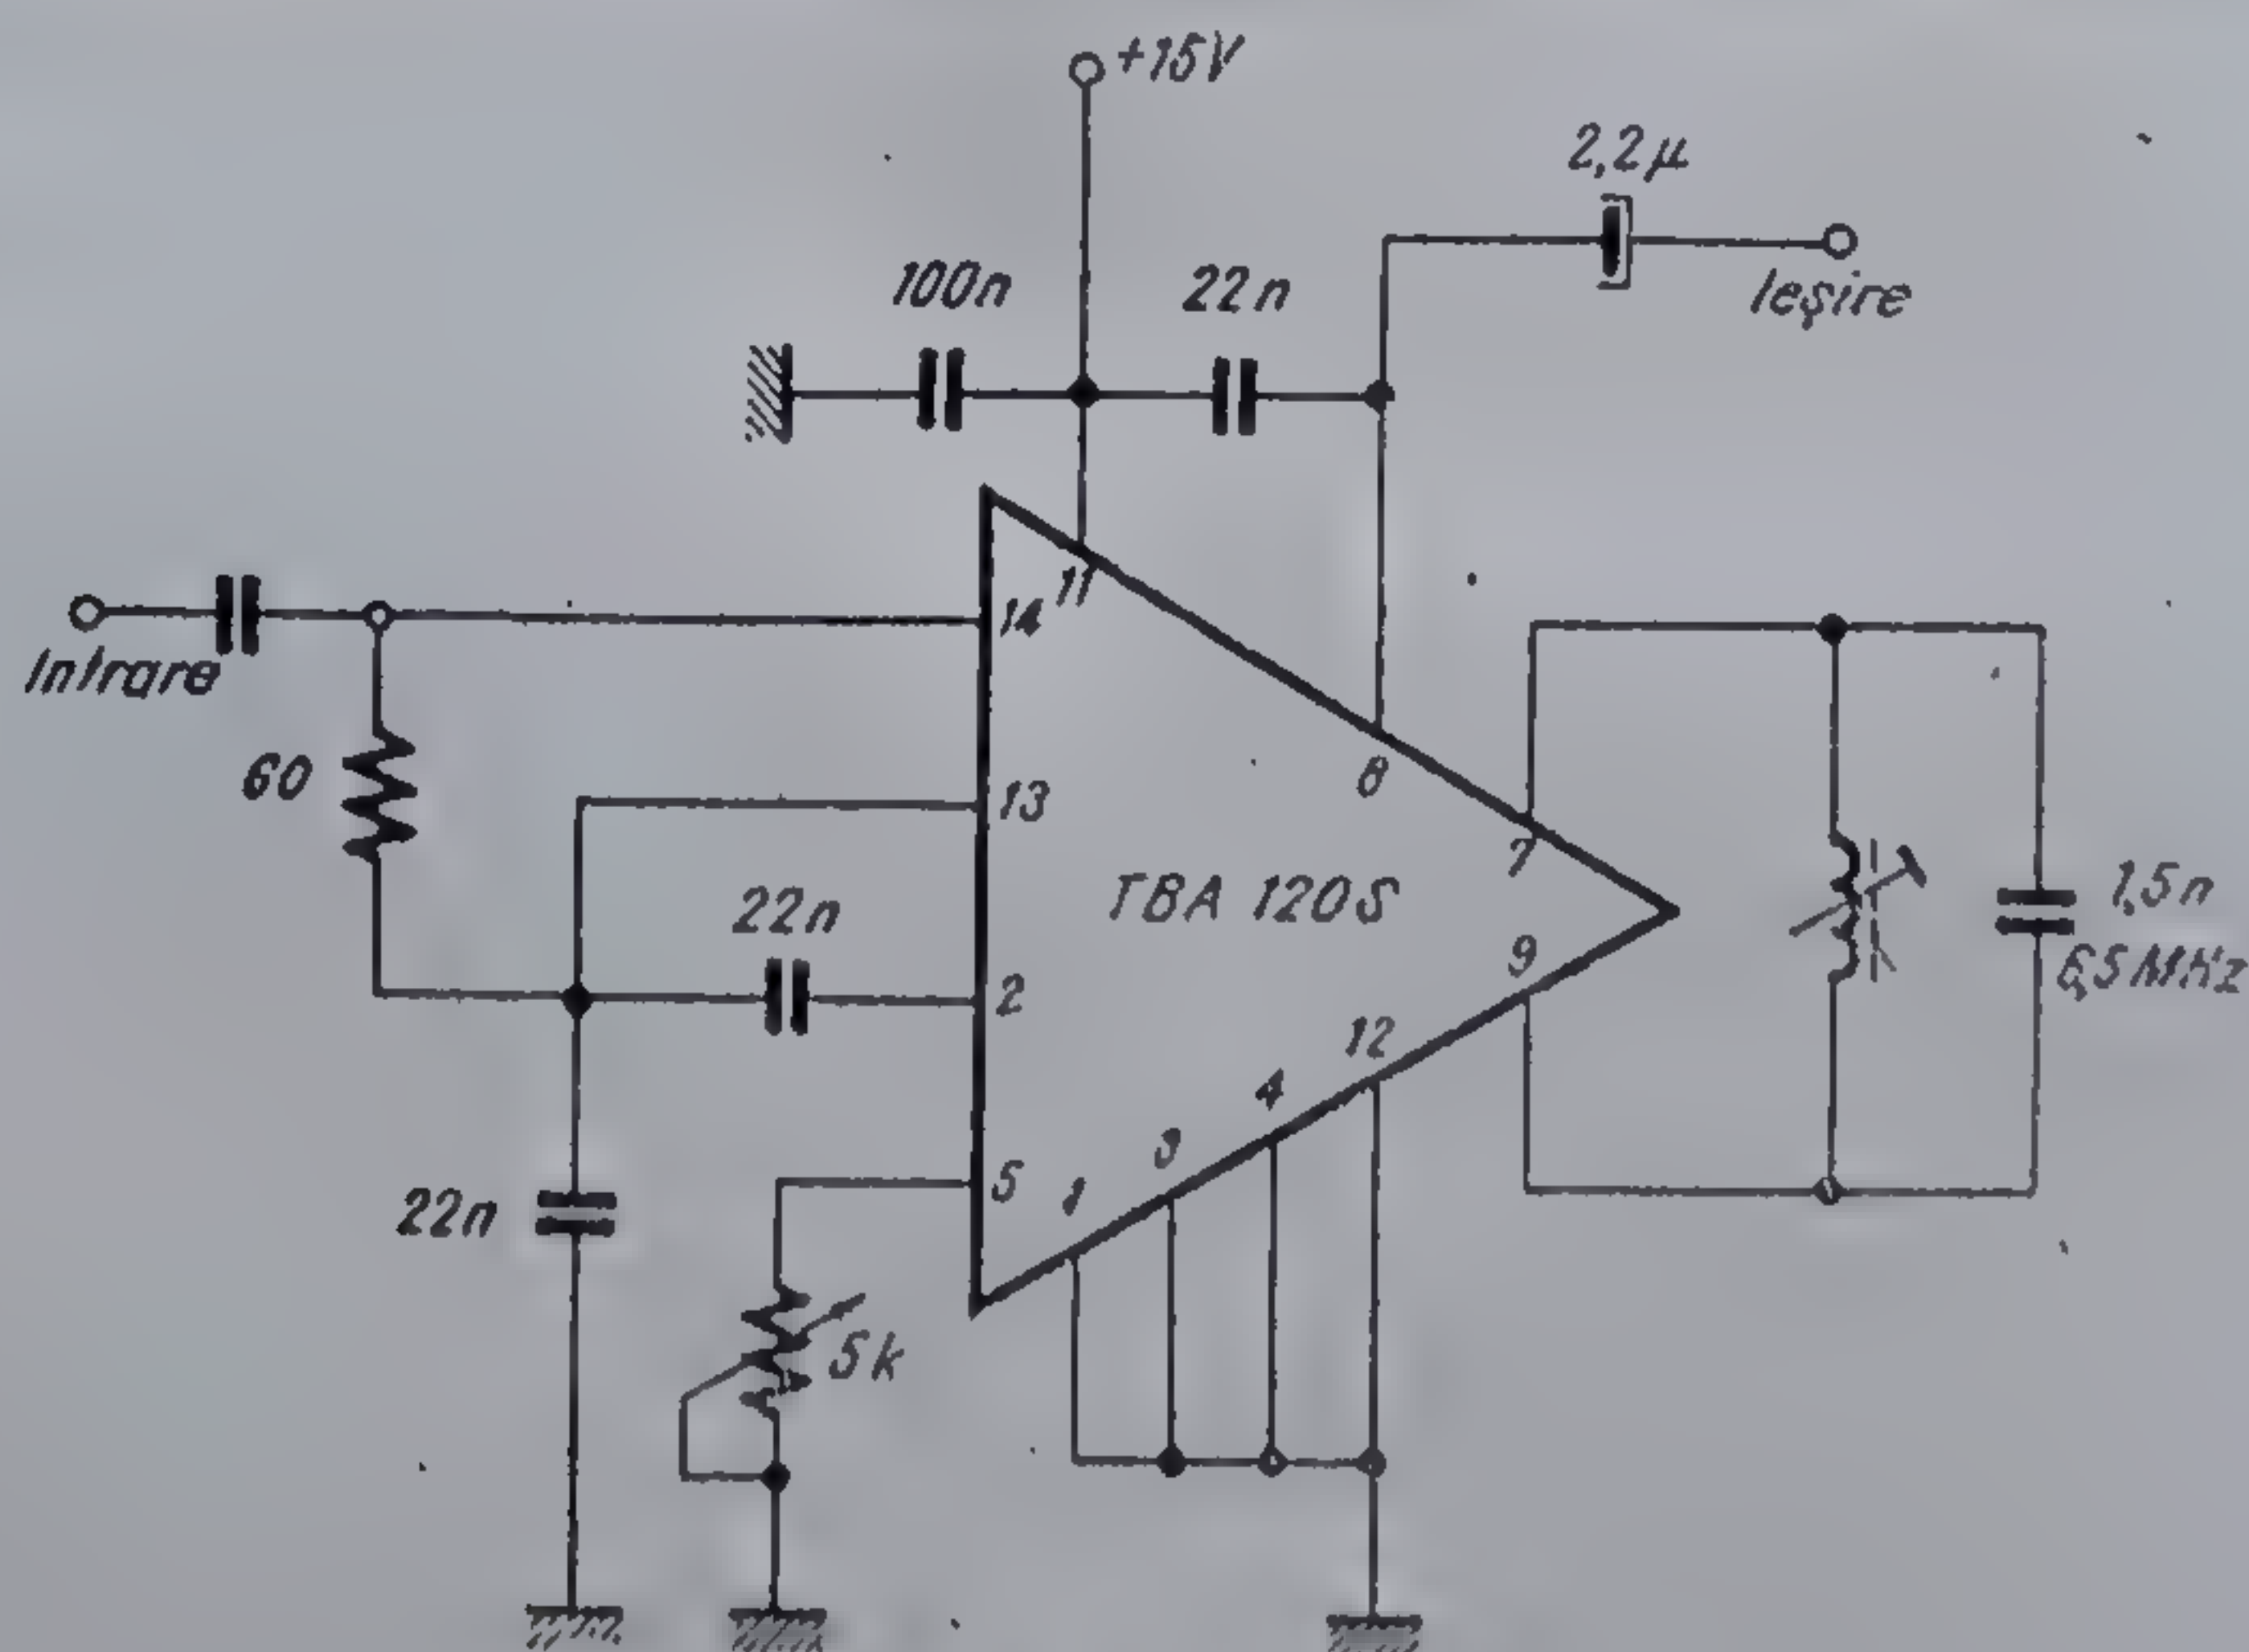 +15V
2,2µ
100n
22n
Ieşire
11
14
Intrare
60
13
8
7
TBA 120S
22n
1,5n
6,5MHz
2
9
12
4
3
5
1
22n
5k